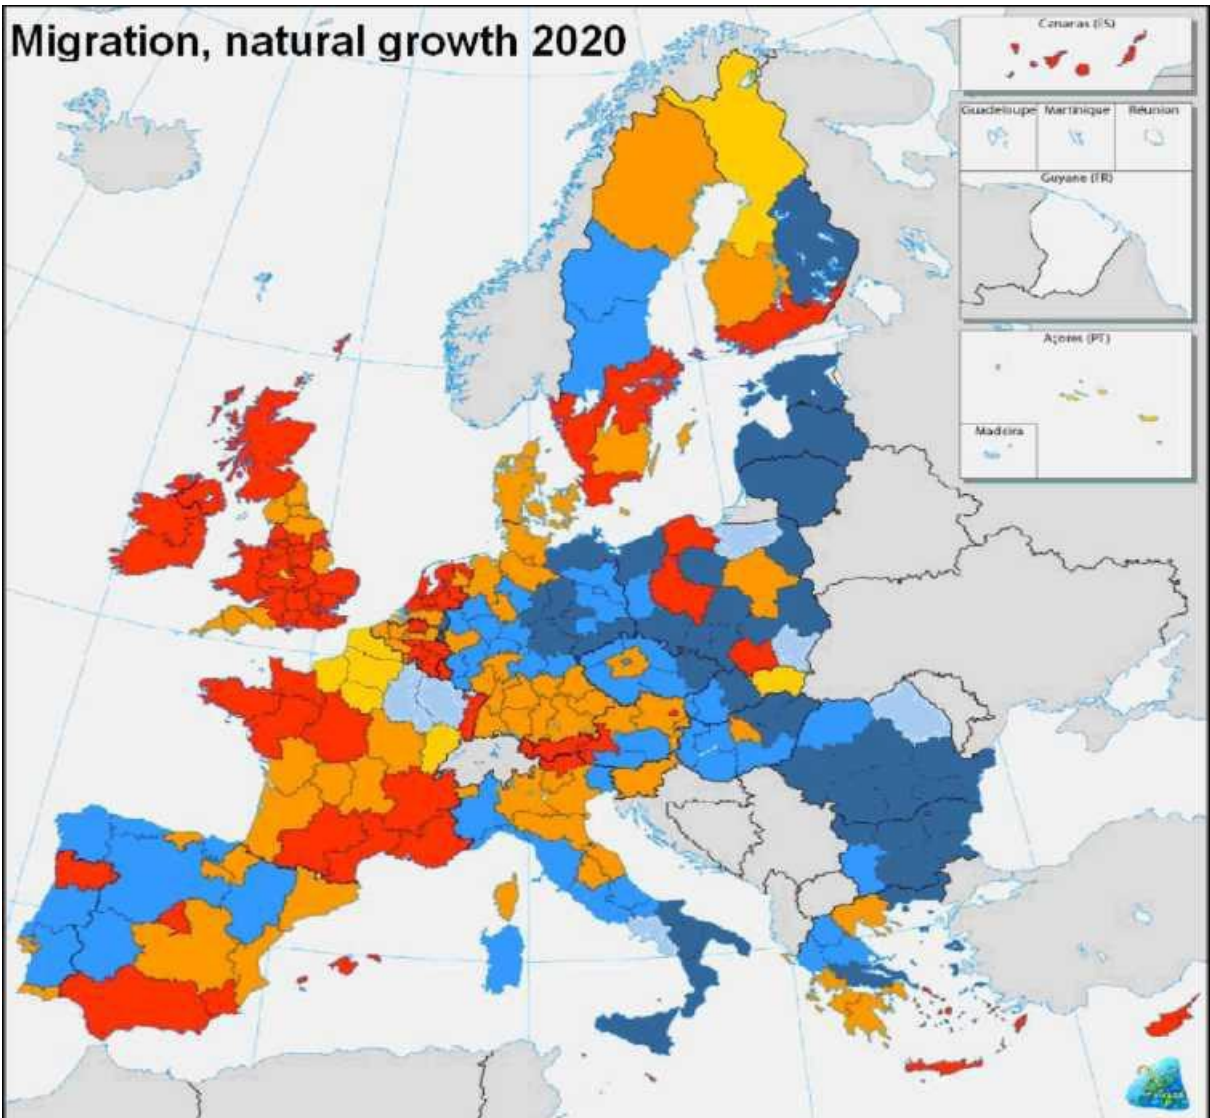 Migration, natural growth 2020
Canarias (ES)
Guadeloupe Martinique Réunion
Guyane (FR)
Açores (PT)
Madeira